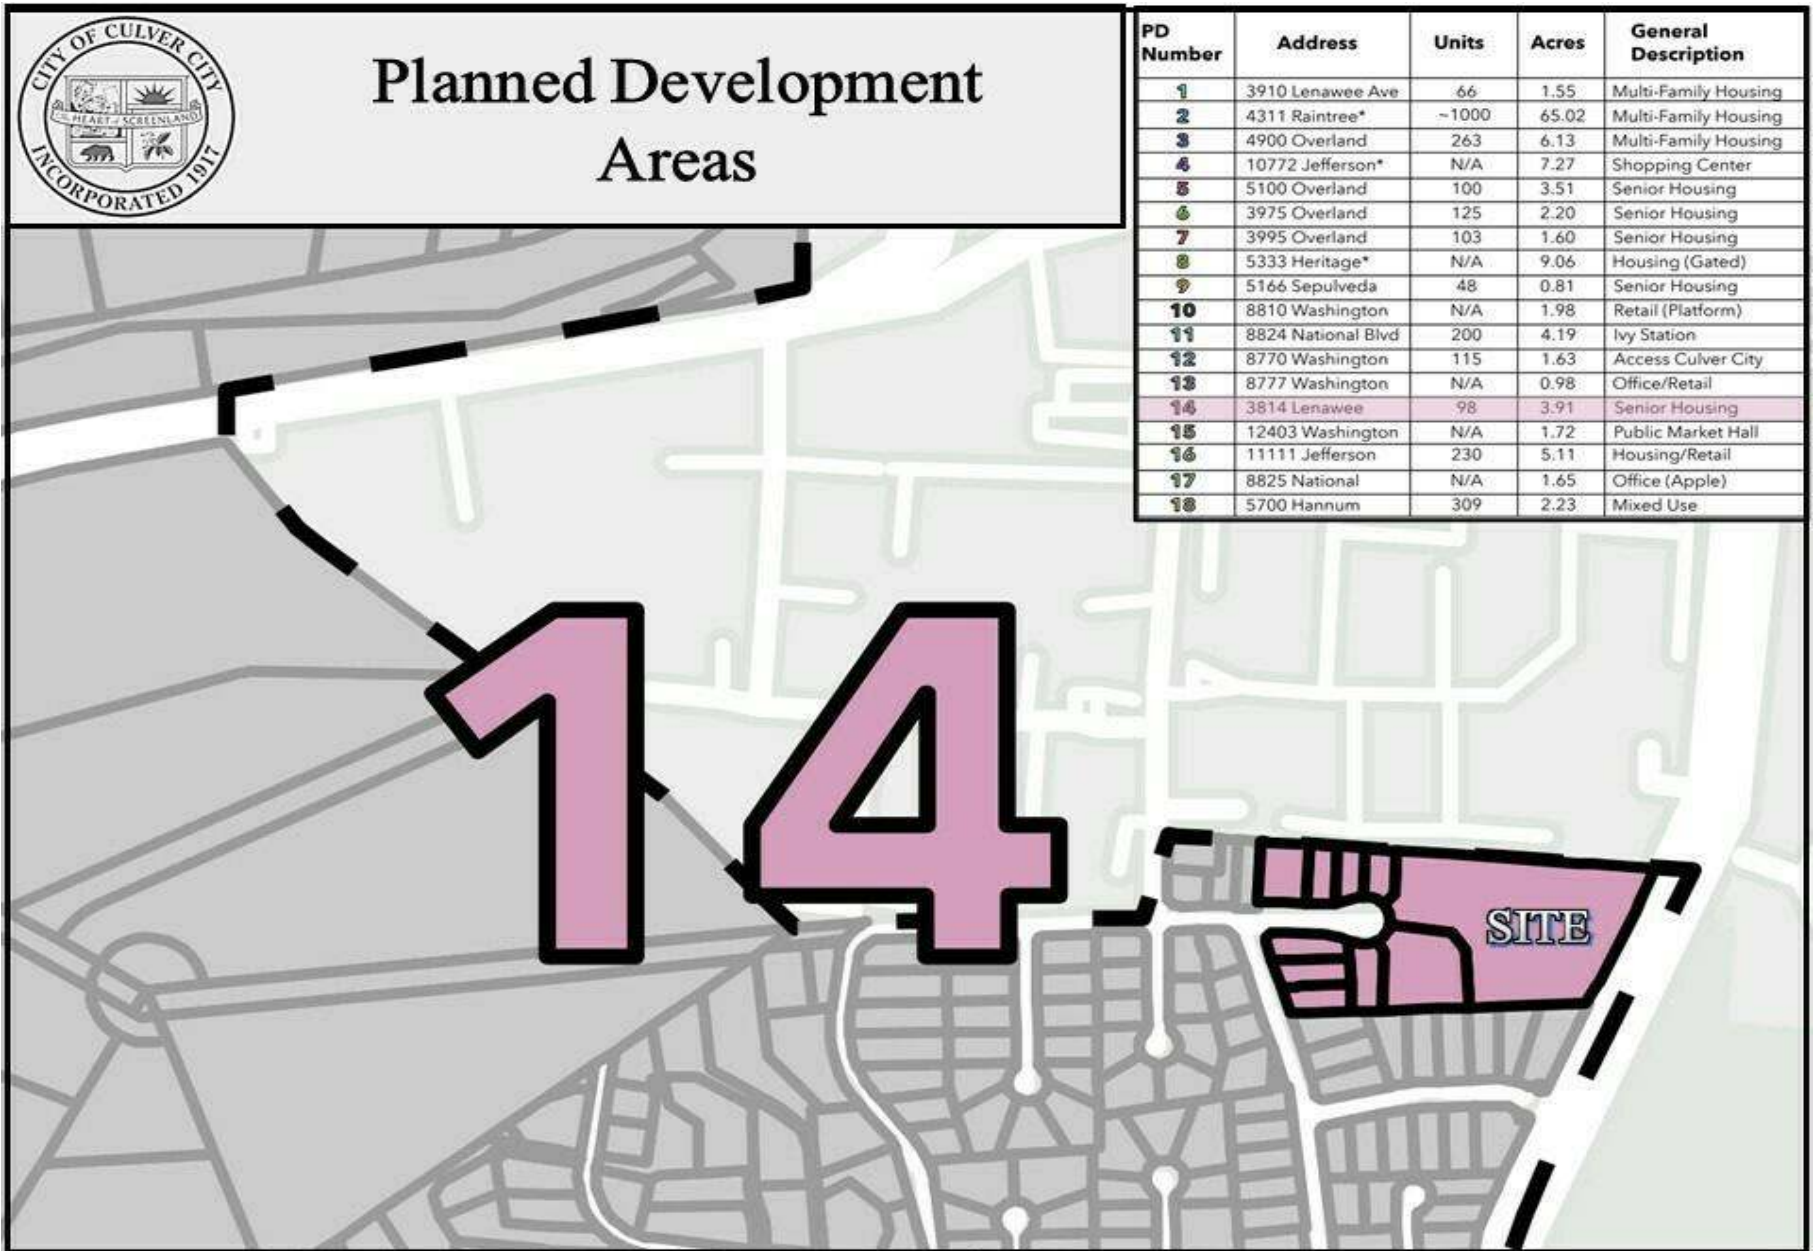 CITY OF CULVER CITY
THE HEART of SCREENLAND
INCORPORATED 1917
Planned Development
Areas
PD Number Address Units Acres General Description
1 3910 Lenawee Ave 66 1.55 Multi-Family Housing
2 4311 Raintree* ~1000 65.02 Multi-Family Housing
3 4900 Overland 263 6.13 Multi-Family Housing
4 10772 Jefferson* N/A 7.27 Shopping Center
5 5100 Overland 100 3.51 Senior Housing
6 3975 Overland 125 2.20 Senior Housing
7 3995 Overland 103 1.60 Senior Housing
8 5333 Heritage* N/A 9.06 Housing (Gated)
9 5166 Sepulveda 48 0.81 Senior Housing
10 8810 Washington N/A 1.98 Retail (Platform)
11 8824 National Blvd 200 4.19 Ivy Station
12 8770 Washington 115 1.63 Access Culver City
13 8777 Washington N/A 0.98 Office/Retail
14 3814 Lenawee 98 3.91 Senior Housing
15 12403 Washington N/A 1.72 Public Market Hall
16 11111 Jefferson 230 5.11 Housing/Retail
17 8825 National N/A 1.65 Office (Apple)
18 5700 Hannum 309 2.23 Mixed Use
14
SITE